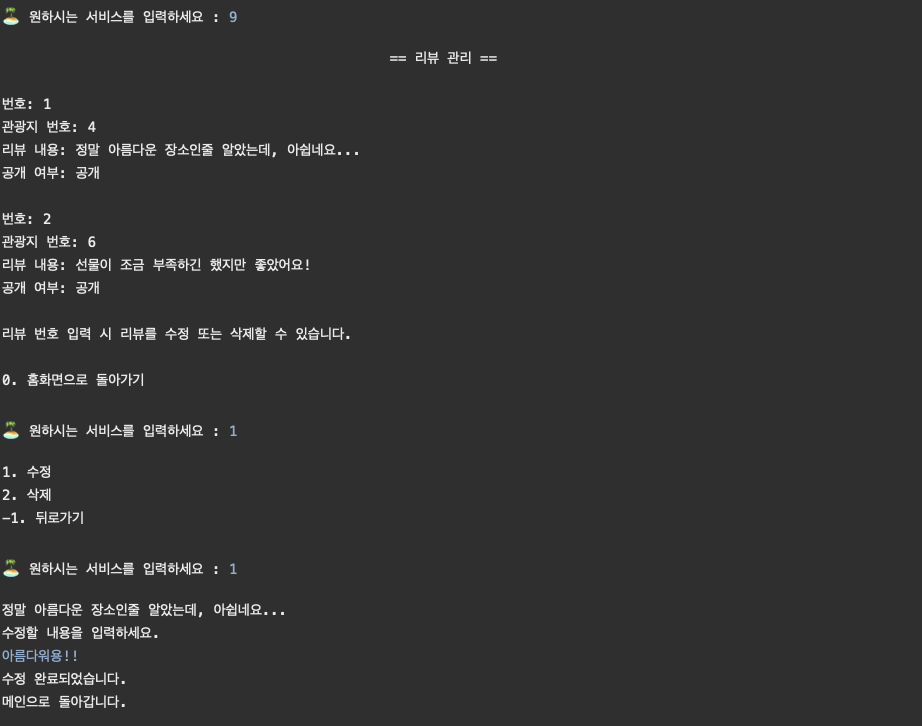 🏝️ 원하시는 서비스를 입력하세요 : 9
== 리뷰 관리 ==
번호: 1
관광지 번호: 4
리뷰 내용: 정말 아름다운 장소인줄 알았는데, 아쉽네요...
공개 여부: 공개
번호: 2
관광지 번호: 6
리뷰 내용: 선물이 조금 부족하긴 했지만 좋았어요!
공개 여부: 공개
리뷰 번호 입력 시 리뷰를 수정 또는 삭제할 수 있습니다.
0. 홈화면으로 돌아가기
🏝️ 원하시는 서비스를 입력하세요 : 1
1. 수정
2. 삭제
-1. 뒤로가기
🏝️ 원하시는 서비스를 입력하세요 : 1
정말 아름다운 장소인줄 알았는데, 아쉽네요...
수정할 내용을 입력하세요.
아름다워용!!
수정 완료되었습니다.
메인으로 돌아갑니다.